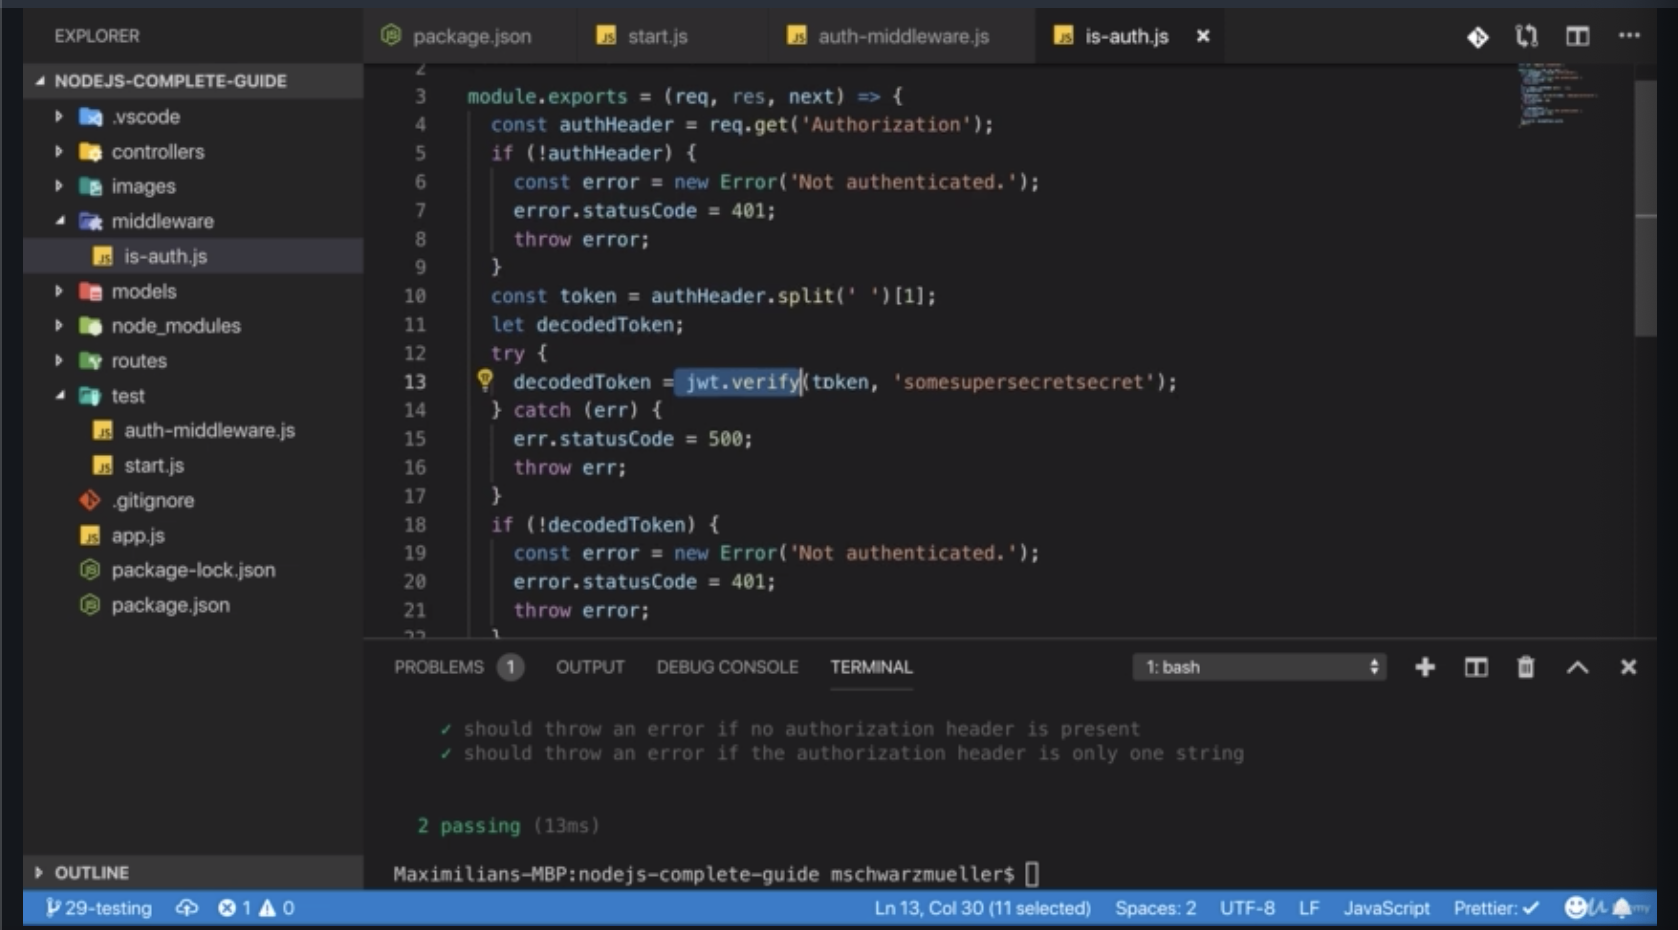 EXPLORER
package.json
start.js
auth-middleware.js
is-auth.js
NODEJS-COMPLETE-GUIDE
.vscode
controllers
images
middleware
is-auth.js
models
node_modules
routes
test
auth-middleware.js
start.js
.gitignore
app.js
package-lock.json
package.json
OUTLINE
2
3 module.exports = (req, res, next) => {
4 const authHeader = req.get('Authorization');
5 if (!authHeader) {
6 const error = new Error('Not authenticated.');
7 error.statusCode = 401;
8 throw error;
9 }
10 const token = authHeader.split(' ')[1];
11 let decodedToken;
12 try {
13 decodedToken = jwt.verify(token, 'somesupersecretsecret');
14 } catch (err) {
15 err.statusCode = 500;
16 throw err;
17 }
18 if (!decodedToken) {
19 const error = new Error('Not authenticated.');
20 error.statusCode = 401;
21 throw error;
22 }
PROBLEMS 1 OUTPUT DEBUG CONSOLE TERMINAL 1: bash
✓ should throw an error if no authorization header is present
✓ should throw an error if the authorization header is only one string
2 passing (13ms)
Maximilians-MBP:nodejs-complete-guide mschwarzmueller$
29-testing 1 0 Ln 13, Col 30 (11 selected) Spaces: 2 UTF-8 LF JavaScript Prettier: ✓